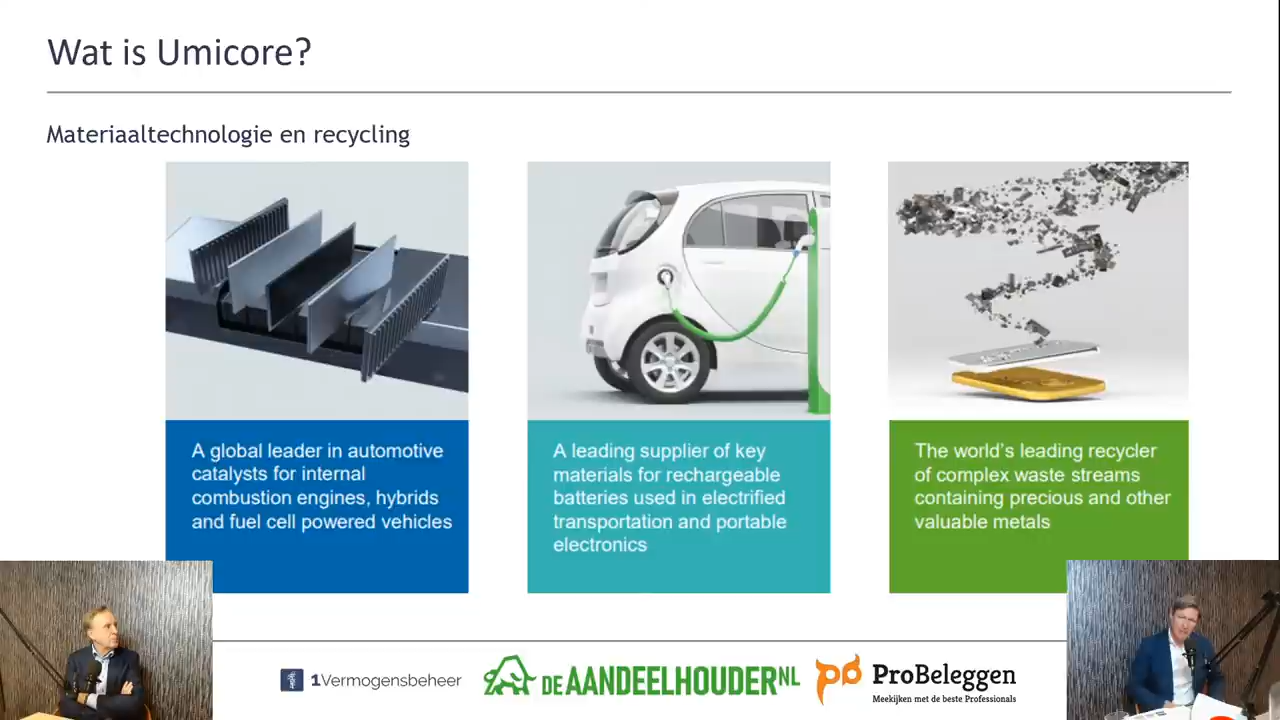 Wat is Umicore?
Materiaaltechnologie en recycling
A global leader in automotive
catalysts for internal
combustion engines, hybrids
and fuel cell powered vehicles
A leading supplier of key
materials for rechargeable
batteries used in electrified
transportation and portable
electronics
The world's leading recycler
of complex waste streams
containing precious and other
valuable metals
1Vermogensbeheer
DE AANDEELHOUDER NL
ProBeleggen
Meekijken met de beste Professionals